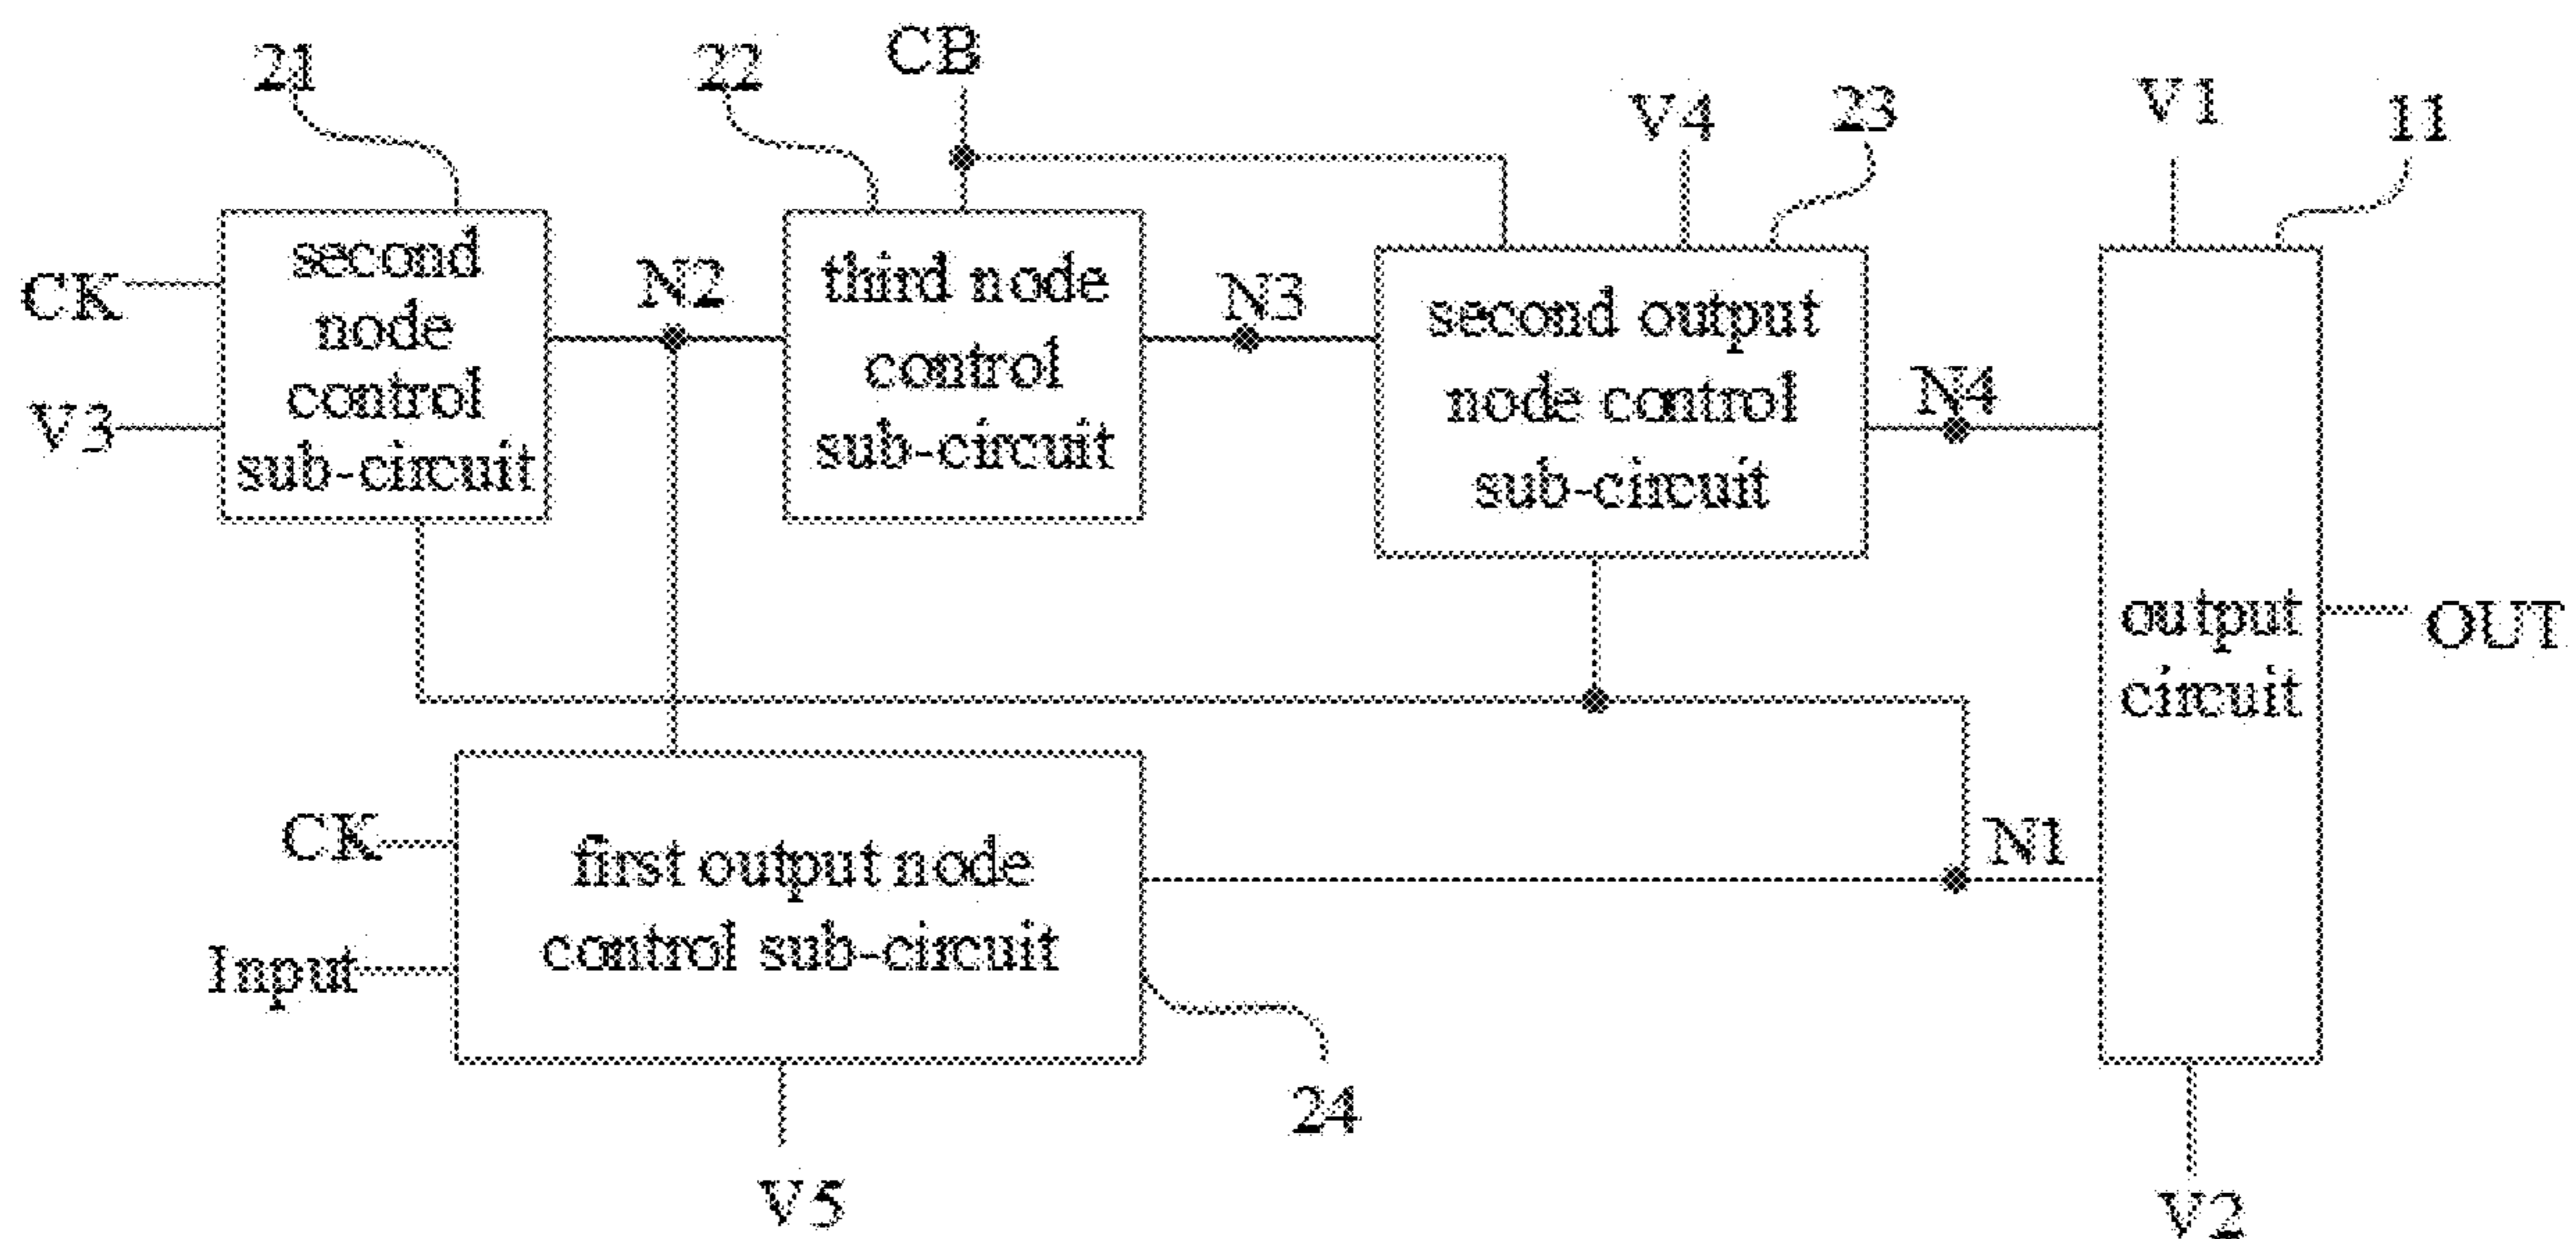 21
22
CB
V4
23
V1
11
CK
V3
second
node
control
sub-circuit
N2
third node
control
sub-circuit
N3
second output
node control
sub-circuit
N4
output
circuit
OUT
CK
Input
first output node
control sub-circuit
N1
24
V5
V2